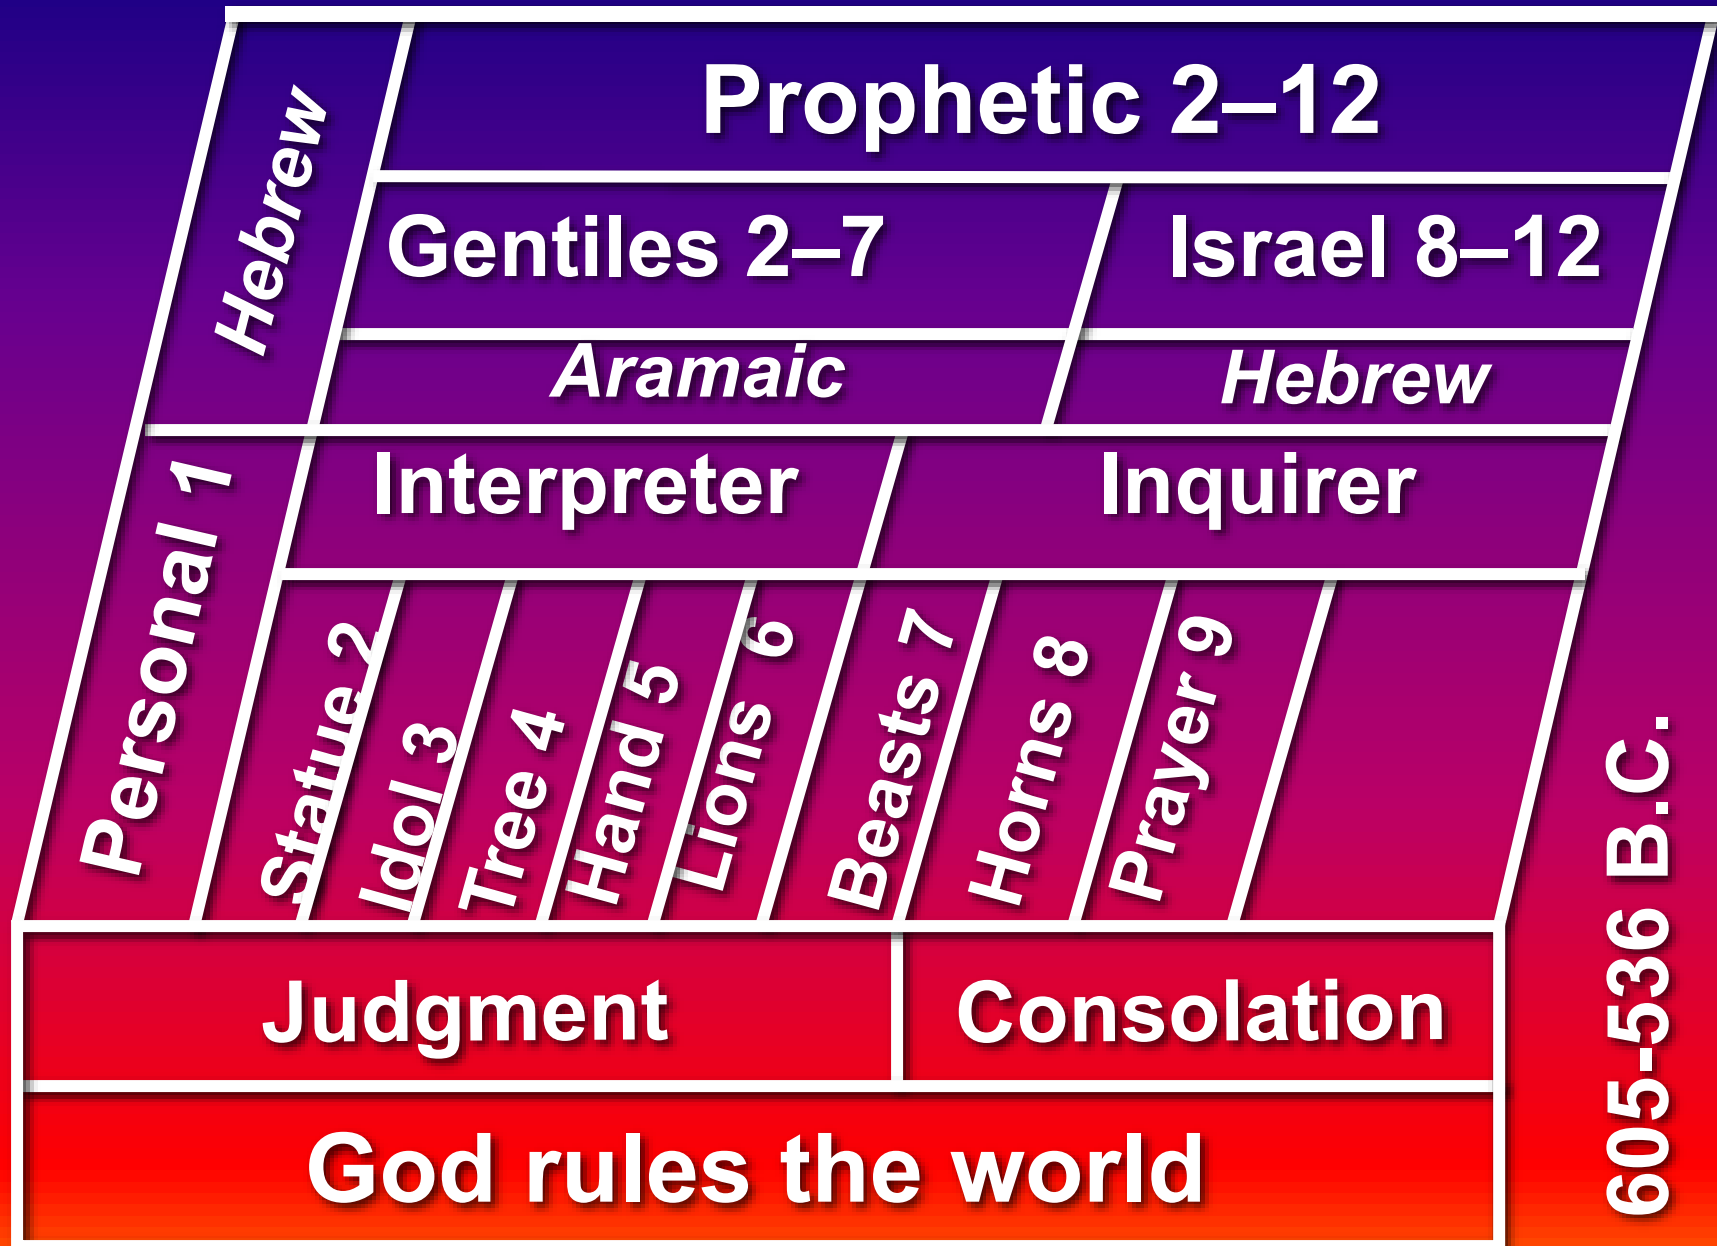 Hebrew
Prophetic 2–12
Gentiles 2–7
Israel 8–12
Aramaic
Hebrew
Personal 1
Interpreter
Inquirer
Statue 2
Idol 3
Tree 4
Hand 5
Lions 6
Beasts 7
Horns 8
Prayer 9
Judgment
Consolation
God rules the world
605-536 B.C.